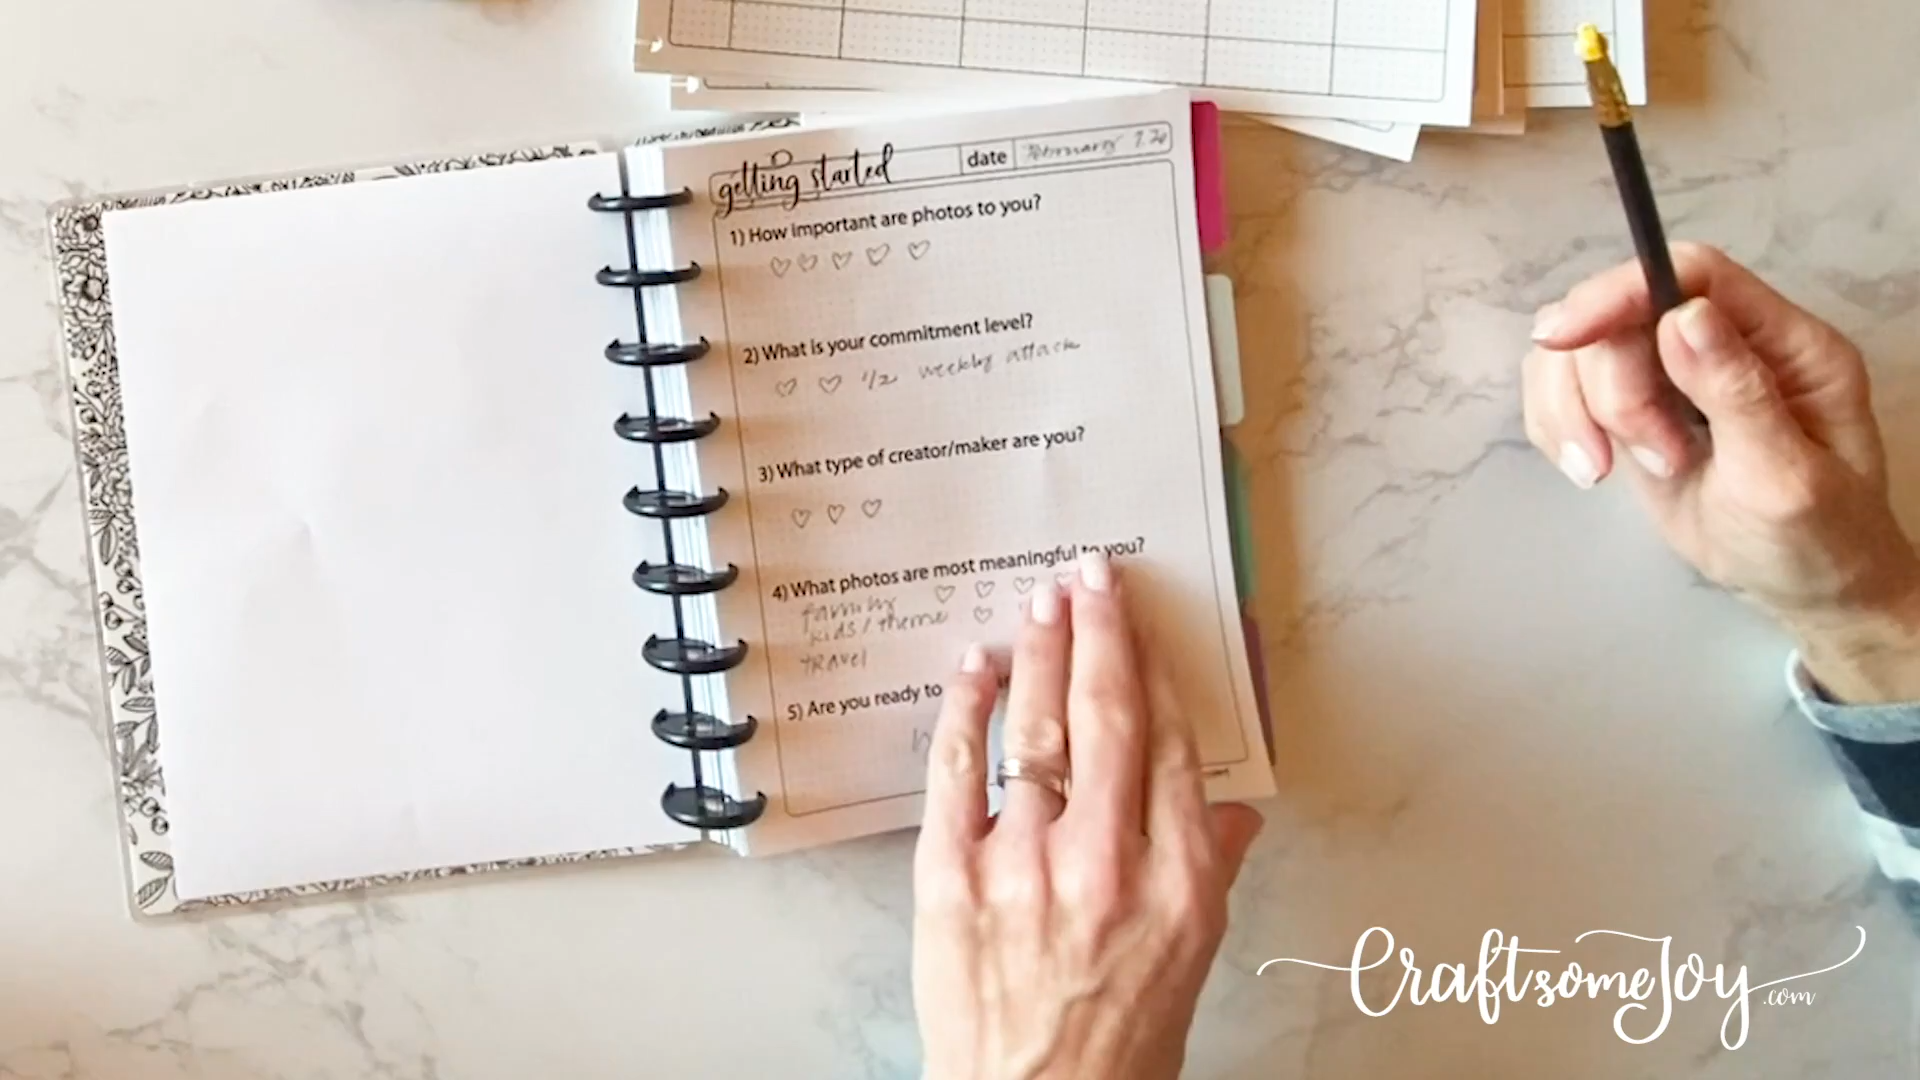 getting started date February
1) How important are photos to you?
♡ ♡ ♡ ♡ ♡
2) What is your commitment level?
♡ ♡ 1/2 weekly attack
3) What type of creator/maker are you?
♡ ♡ ♡
4) What photos are most meaningful to you?
family ♡ ♡ ♡
kids/theme ♡
travel
5) Are you ready to
CraftsomeJoy.com